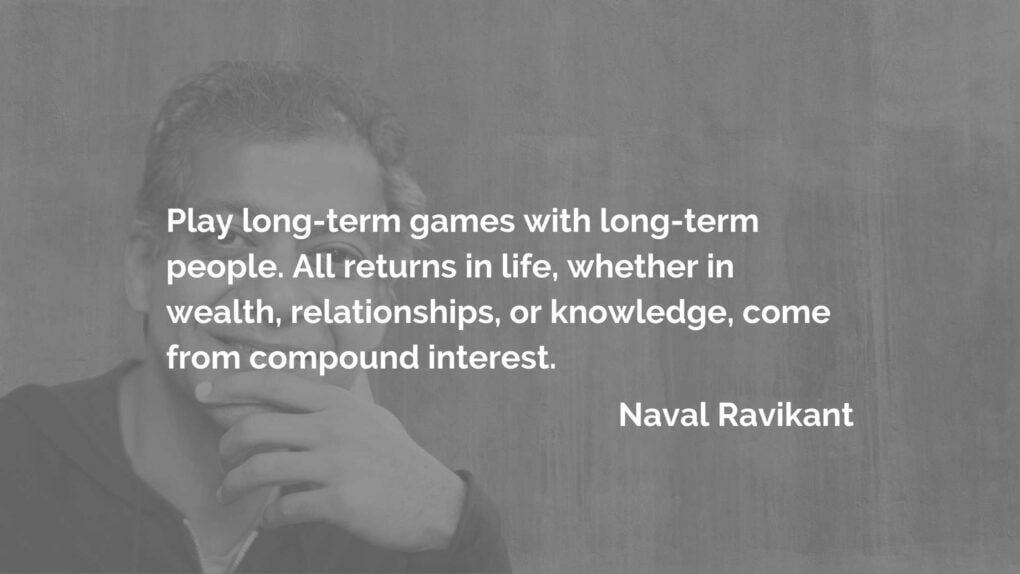 Play long-term games with long-term
people. All returns in life, whether in
wealth, relationships, or knowledge, come
from compound interest.
Naval Ravikant